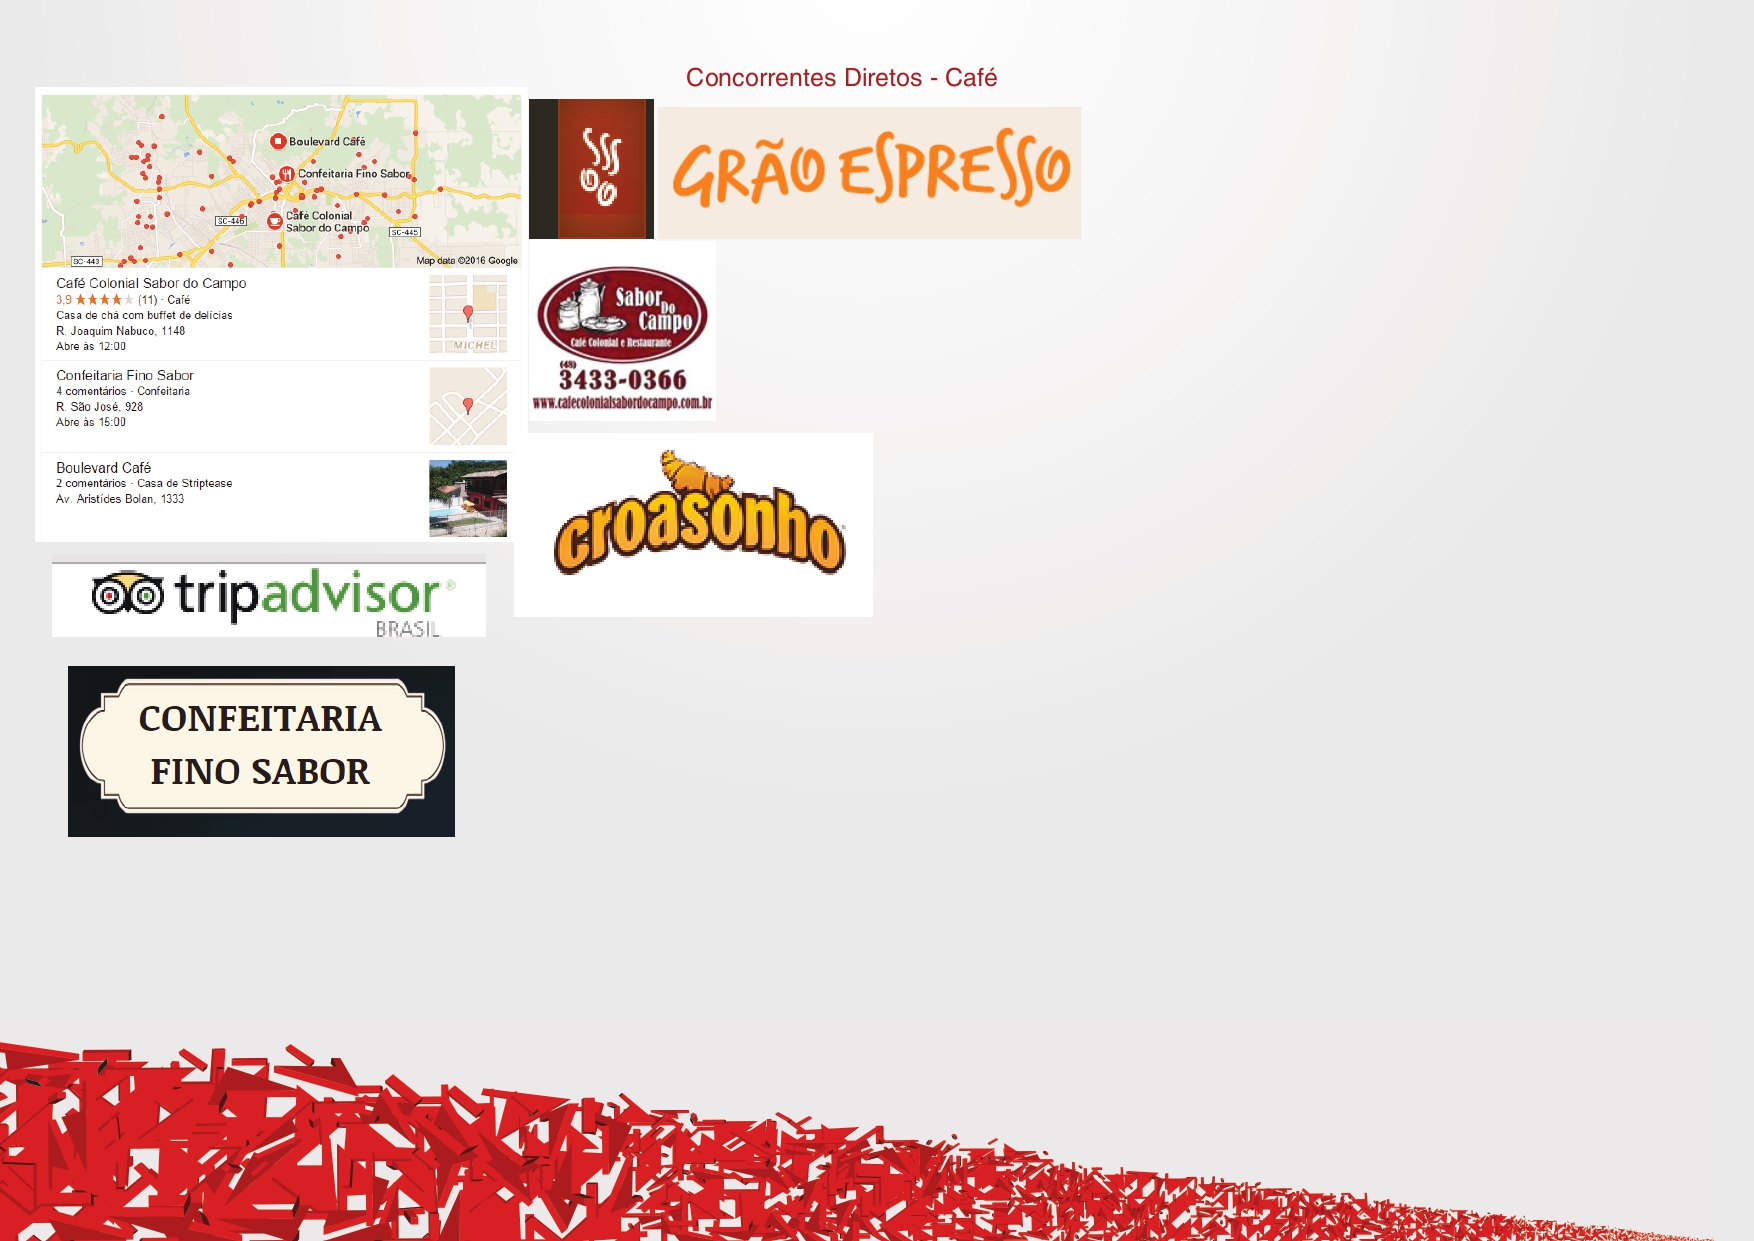 Concorrentes Diretos - Café
Boulevard Café
Confeitaria Fino Sabor
Café Colonial
Sabor do Campo
SC-446
SC-445
SC-443
Map data ©2016 Google
Café Colonial Sabor do Campo
3,9 (11) · Café
Casa de chá com buffet de delícias
R. Joaquim Nabuco, 1148
Abre às 12:00
MICHEL
Confeitaria Fino Sabor
4 comentários · Confeitaria
R. São José, 928
Abre às 15:00
Boulevard Café
2 comentários · Casa de Striptease
Av. Aristídes Bolan, 1333
GRÃO ESPRESSO
Sabor
Do
Campo
Café Colonial e Restaurante
(48)
3433-0366
www.cafecolonialsabordocampo.com.br
croasonho
tripadvisor®
BRASIL
CONFEITARIA
FINO SABOR